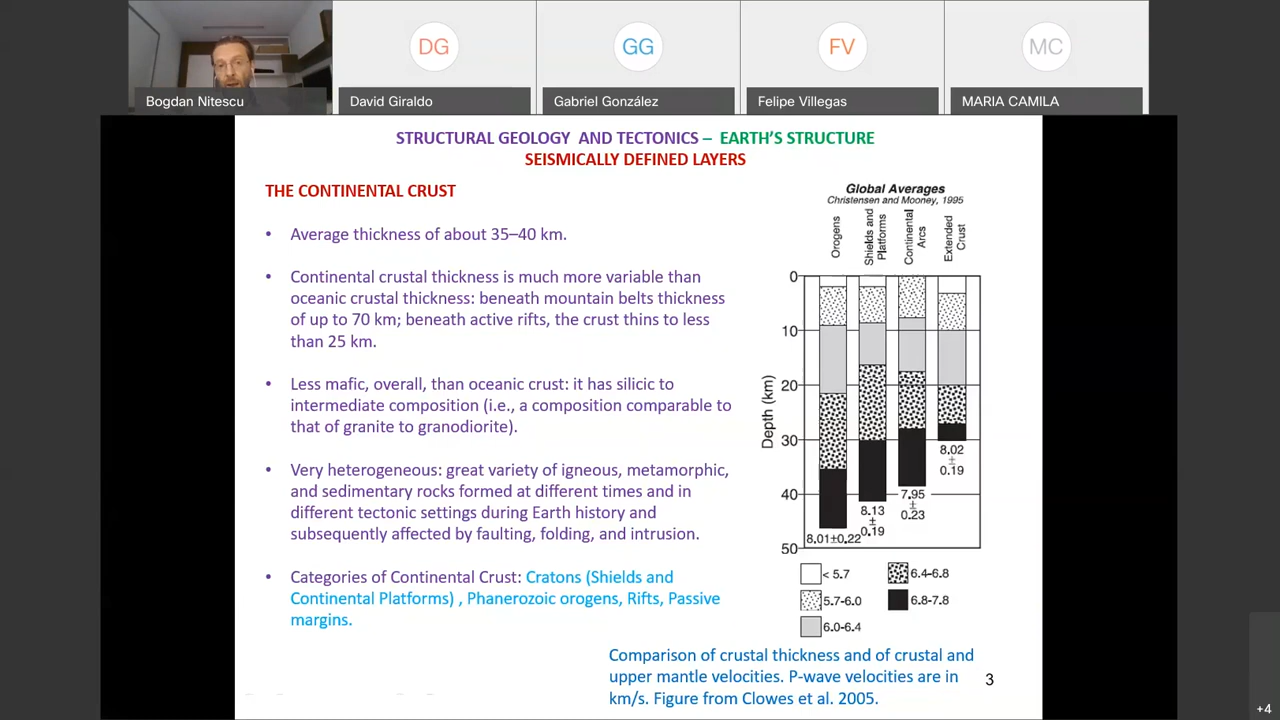 DG
GG
FV
MC
Bogdan Nitescu
David Giraldo
Gabriel González
Felipe Villegas
MARIA CAMILA
STRUCTURAL GEOLOGY AND TECTONICS – EARTH'S STRUCTURE
SEISMICALLY DEFINED LAYERS
THE CONTINENTAL CRUST
• Average thickness of about 35–40 km.
• Continental crustal thickness is much more variable than
oceanic crustal thickness: beneath mountain belts thickness
of up to 70 km; beneath active rifts, the crust thins to less
than 25 km.
• Less mafic, overall, than oceanic crust: it has silicic to
intermediate composition (i.e., a composition comparable to
that of granite to granodiorite).
• Very heterogeneous: great variety of igneous, metamorphic,
and sedimentary rocks formed at different times and in
different tectonic settings during Earth history and
subsequently affected by faulting, folding, and intrusion.
• Categories of Continental Crust: Cratons (Shields and
Continental Platforms) , Phanerozoic orogens, Rifts, Passive
margins.
Global Averages
Christensen and Mooney, 1995
Orogens
Shields and
Platforms
Continental
Arcs
Extended
Crust
Depth (km)
0
10
20
30
40
50
8.01±0.22
8.13
±
0.19
7.95
±
0.23
8.02
±
0.19
< 5.7
5.7-6.0
6.0-6.4
6.4-6.8
6.8-7.8
Comparison of crustal thickness and of crustal and
upper mantle velocities. P-wave velocities are in
km/s. Figure from Clowes et al. 2005.
3
+4